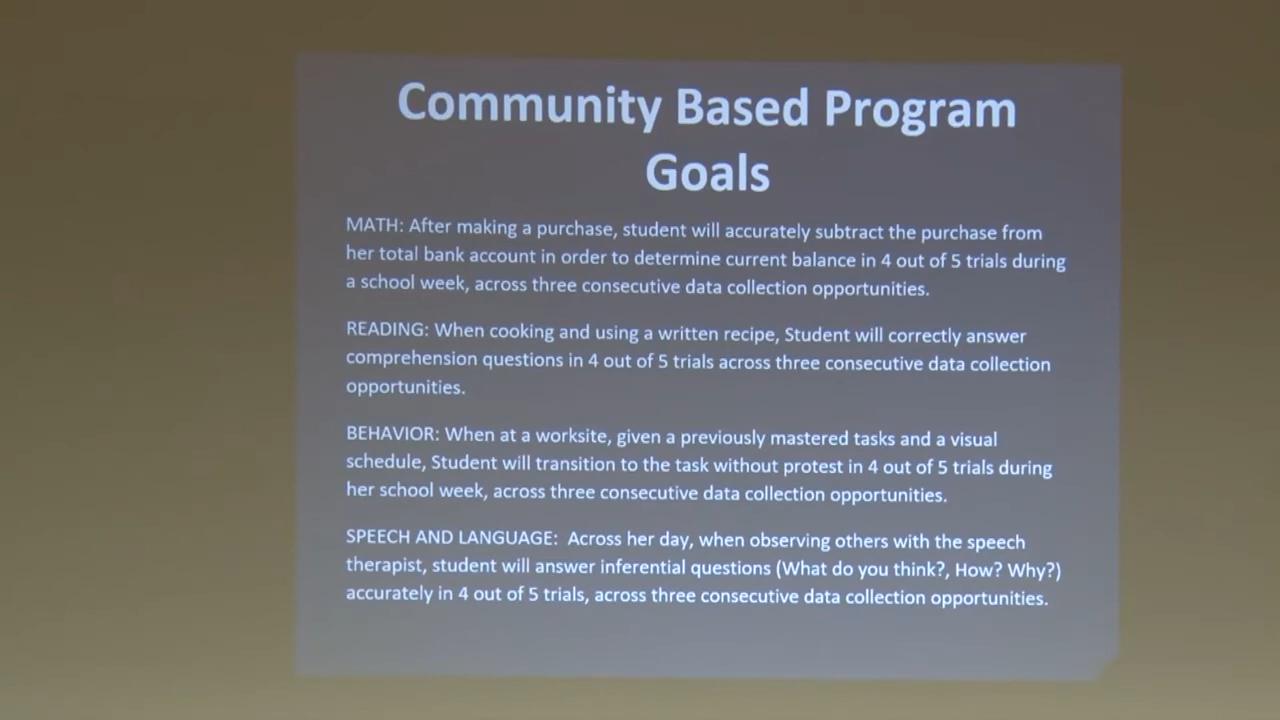 Community Based Program
Goals
MATH: After making a purchase, student will accurately subtract the purchase from
her total bank account in order to determine current balance in 4 out of 5 trials during
a school week, across three consecutive data collection opportunities.
READING: When cooking and using a written recipe, Student will correctly answer
comprehension questions in 4 out of 5 trials across three consecutive data collection
opportunities.
BEHAVIOR: When at a worksite, given a previously mastered tasks and a visual
schedule, Student will transition to the task without protest in 4 out of 5 trials during
her school week, across three consecutive data collection opportunities.
SPEECH AND LANGUAGE:  Across her day, when observing others with the speech
therapist, student will answer inferential questions (What do you think?, How? Why?)
accurately in 4 out of 5 trials, across three consecutive data collection opportunities.